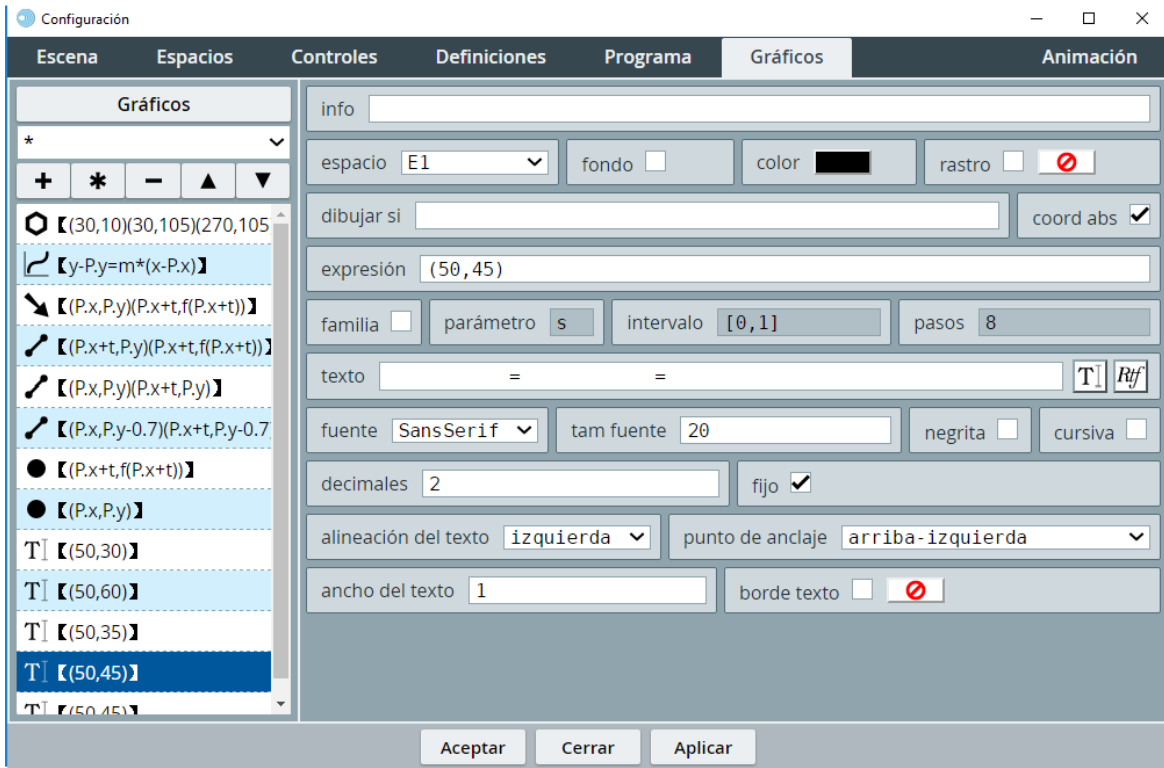 Configuración
Escena Espacios Controles Definiciones Programa Gráficos Animación
Gráficos
*
+ * − ▲ ▼
【(30,10)(30,105)(270,105
【y-P.y=m*(x-P.x)】
【(P.x,P.y)(P.x+t,f(P.x+t))】
【(P.x+t,P.y)(P.x+t,f(P.x+t))】
【(P.x,P.y)(P.x+t,P.y)】
【(P.x,P.y-0.7)(P.x+t,P.y-0.7
【(P.x+t,f(P.x+t))】
【(P.x,P.y)】
T 【(50,30)】
T 【(50,60)】
T 【(50,35)】
T 【(50,45)】
T 【(50,45)】
info
espacio E1 fondo color rastro
dibujar si coord abs
expresión (50,45)
familia parámetro s intervalo [0,1] pasos 8
texto = = T Rtf
fuente SansSerif tam fuente 20 negrita cursiva
decimales 2 fijo
alineación del texto izquierda punto de anclaje arriba-izquierda
ancho del texto 1 borde texto
Aceptar Cerrar Aplicar